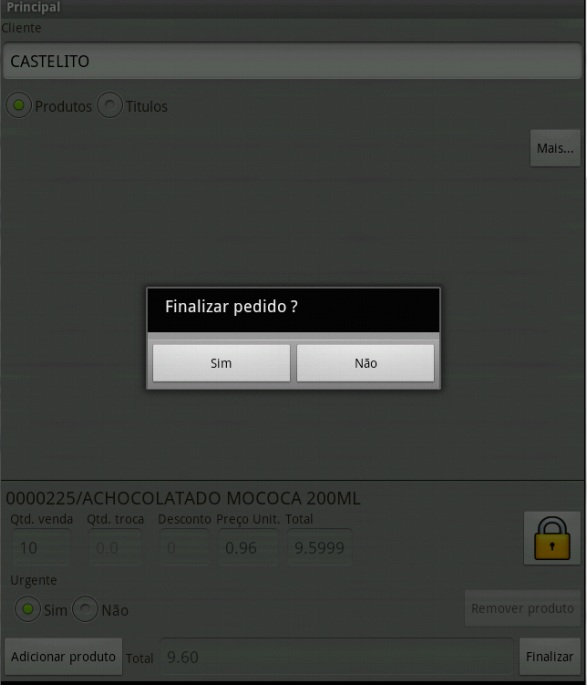 Principal
Cliente
CASTELITO
Produtos Titulos
Mais...
Finalizar pedido ?
Sim Não
0000225/ACHOCOLATADO MOCOCA 200ML
Qtd. venda Qtd. troca Desconto Preço Unit. Total
10 0.0 0 0.96 9.5999
Urgente
Sim Não Remover produto
Adicionar produto Total 9.60 Finalizar